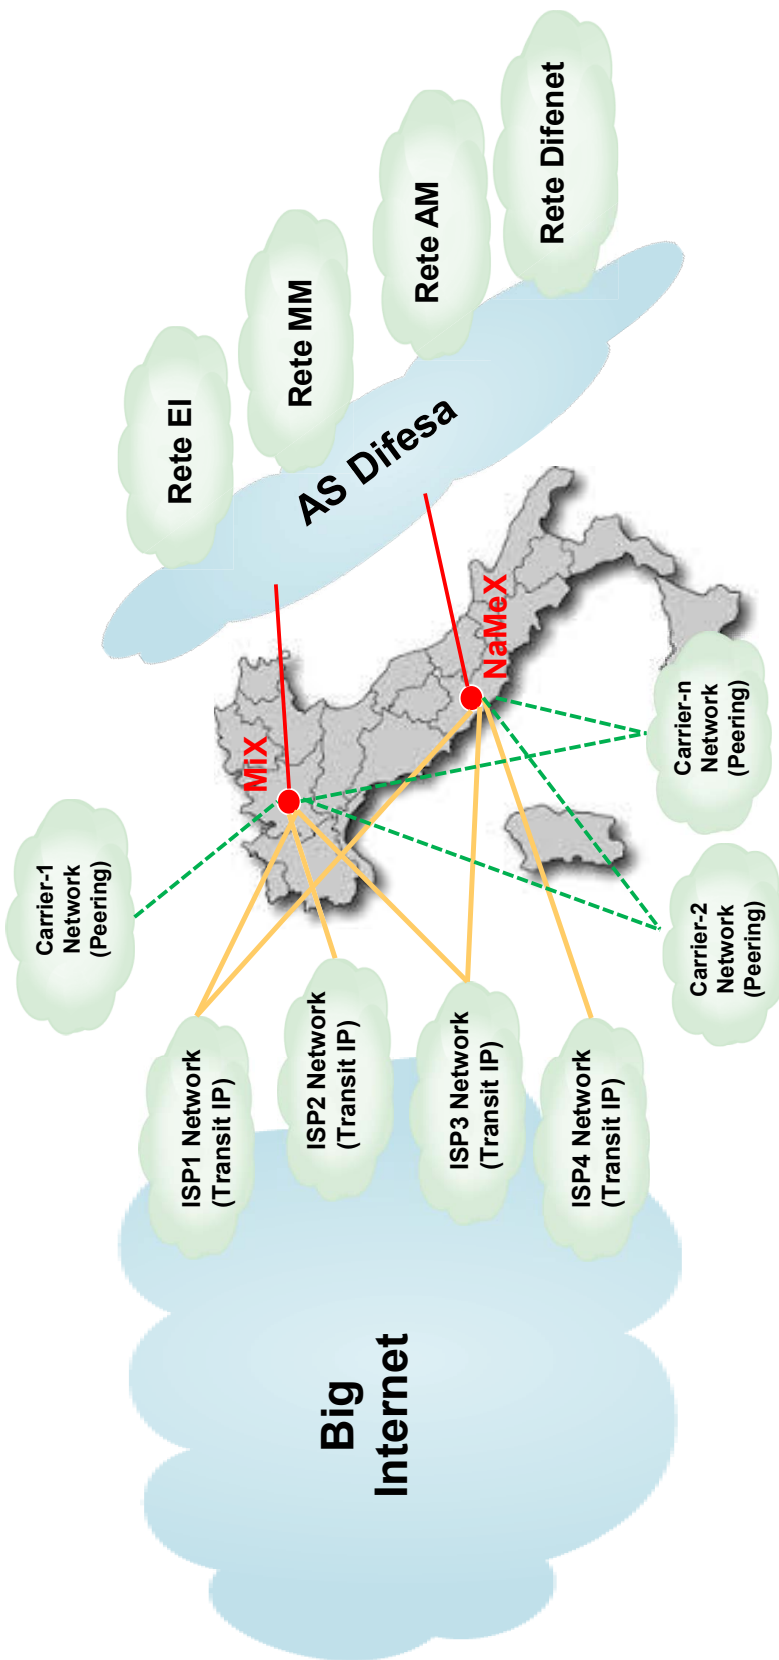 Big
Internet
ISP1 Network
(Transit IP)
ISP2 Network
(Transit IP)
ISP3 Network
(Transit IP)
ISP4 Network
(Transit IP)
Carrier-1
Network
(Peering)
Carrier-2
Network
(Peering)
Carrier-n
Network
(Peering)
MiX
NaMeX
AS Difesa
Rete EI
Rete MM
Rete AM
Rete Difenet